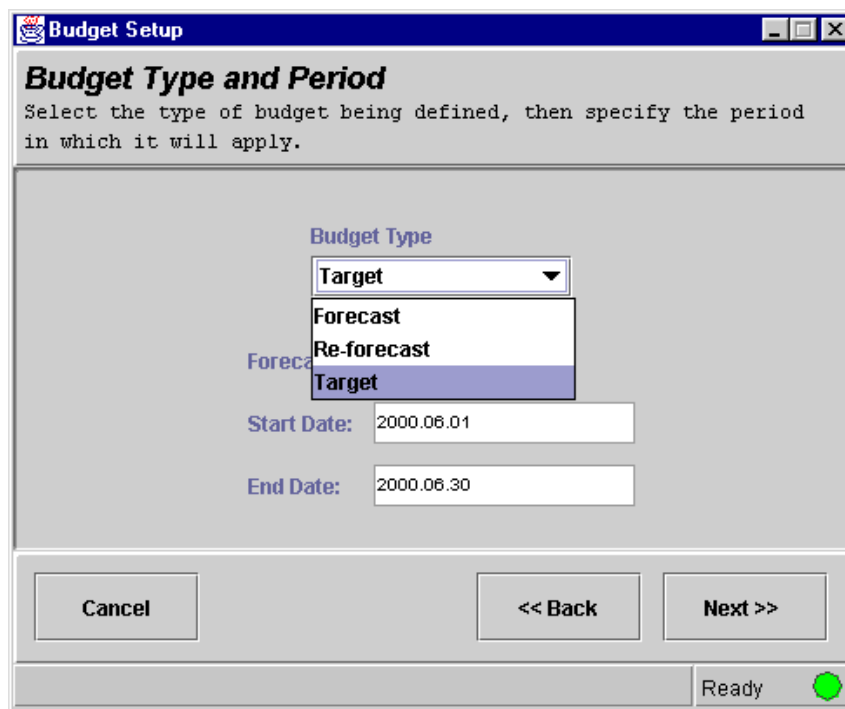 Budget Setup
Budget Type and Period
Select the type of budget being defined, then specify the period
in which it will apply.
Budget Type
Target
Forecast
Re-forecast
Target
Start Date: 2000.06.01
End Date: 2000.06.30
Cancel << Back Next >>
Ready